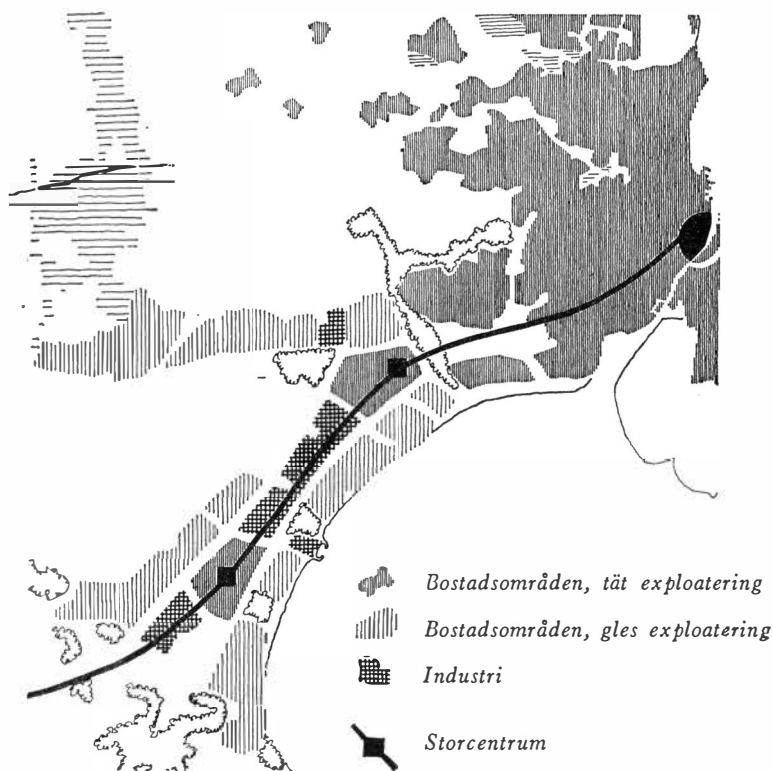 Bostadsområden, tät exploatering
Bostadsområden, gles exploatering
Industri
Storcentrum